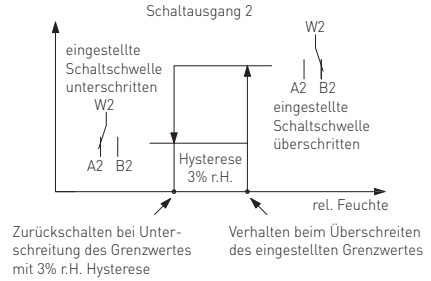 Schaltausgang 2
eingestellte
Schaltschwelle
unterschritten
W2
A2 B2
W2
A2 B2
eingestellte
Schaltschwelle
überschritten
Hysterese
3% r.H.
rel. Feuchte
Zurückschalten bei Unter-
schreitung des Grenzwertes
mit 3% r.H. Hysterese
Verhalten beim Überschreiten
des eingestellten Grenzwertes